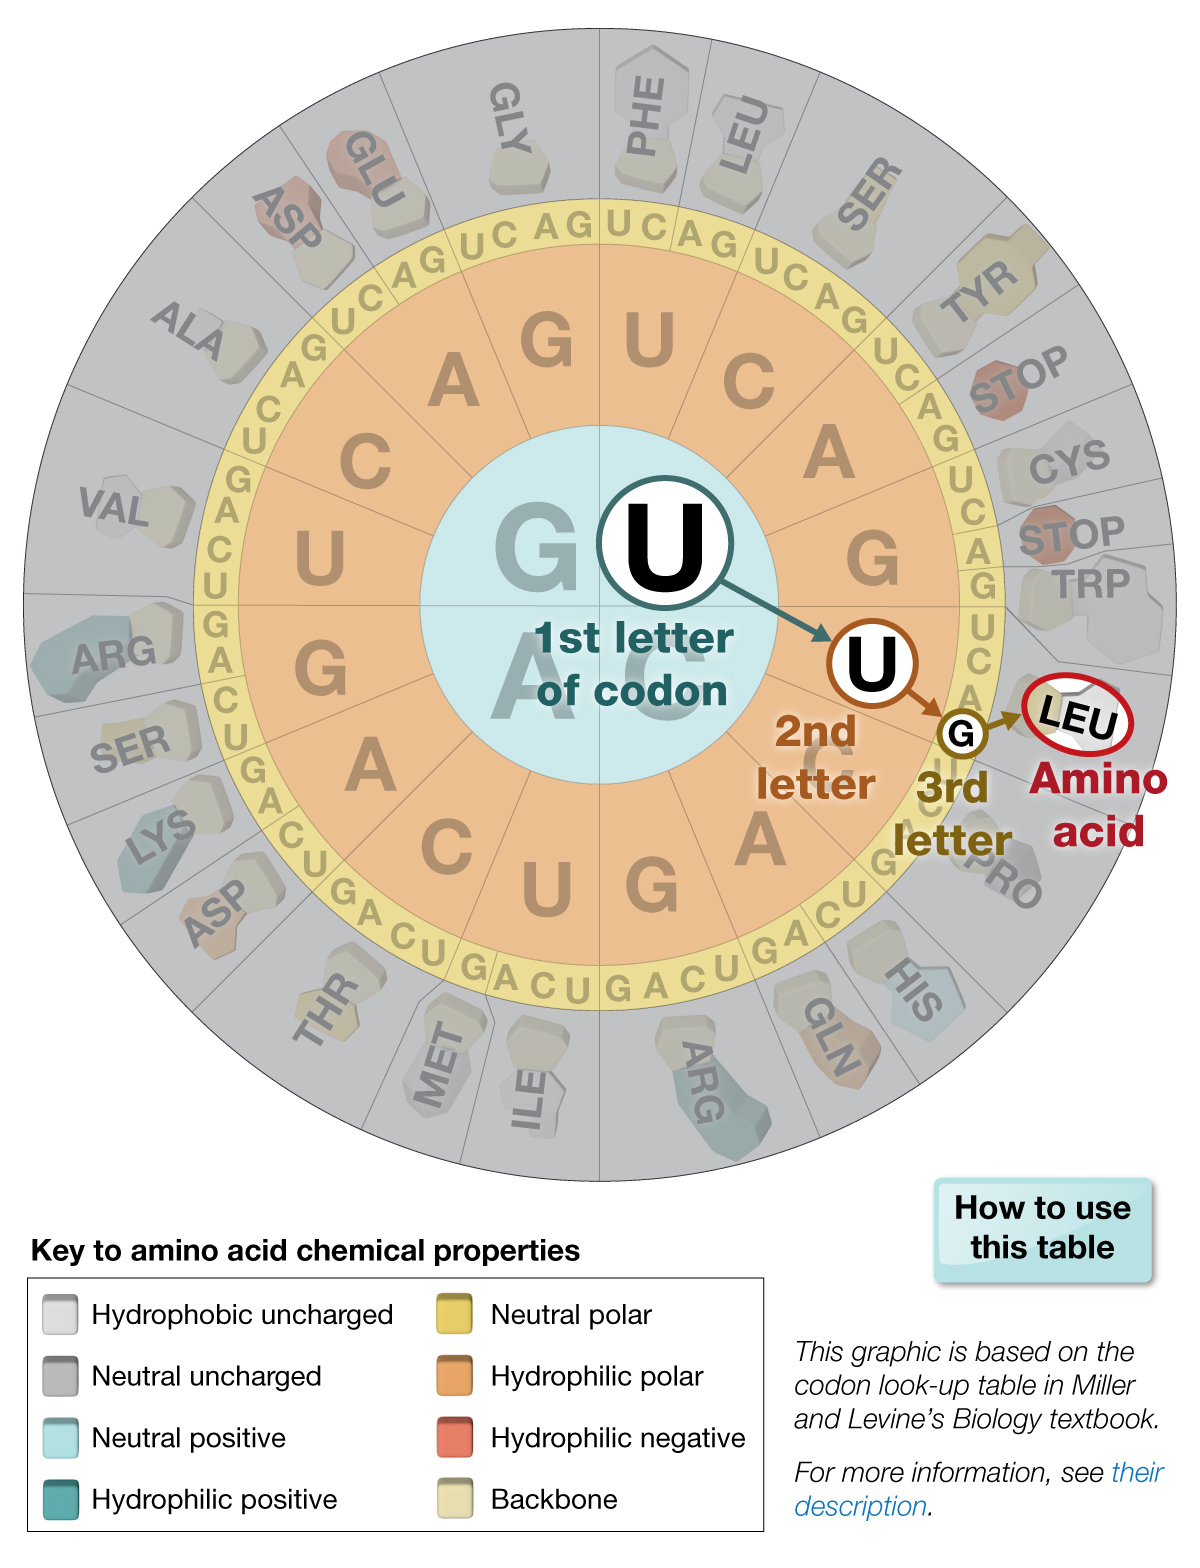 GLY
PHE
LEU
SER
TYR
STOP
CYS
STOP
TRP
LEU
PRO
HIS
GLN
ARG
ILE
MET
THR
ASP
LYS
SER
ARG
VAL
ALA
ASP
GLU
U C A G U C A G U C A G U C A G
U C A U C A G U C A G U C A G
U C A G U C A G U C A G U C A G
U C A G U C A G U C A G U C A G
U C A G
U C A G
U C A G
U C A G
G U
A C
U
1st letter
of codon
U
2nd
letter
G
3rd
letter
Amino
acid
How to use
this table
Key to amino acid chemical properties
Hydrophobic uncharged
Neutral uncharged
Neutral positive
Hydrophilic positive
Neutral polar
Hydrophilic polar
Hydrophilic negative
Backbone
This graphic is based on the
codon look-up table in Miller
and Levine’s Biology textbook.
For more information, see their
description.